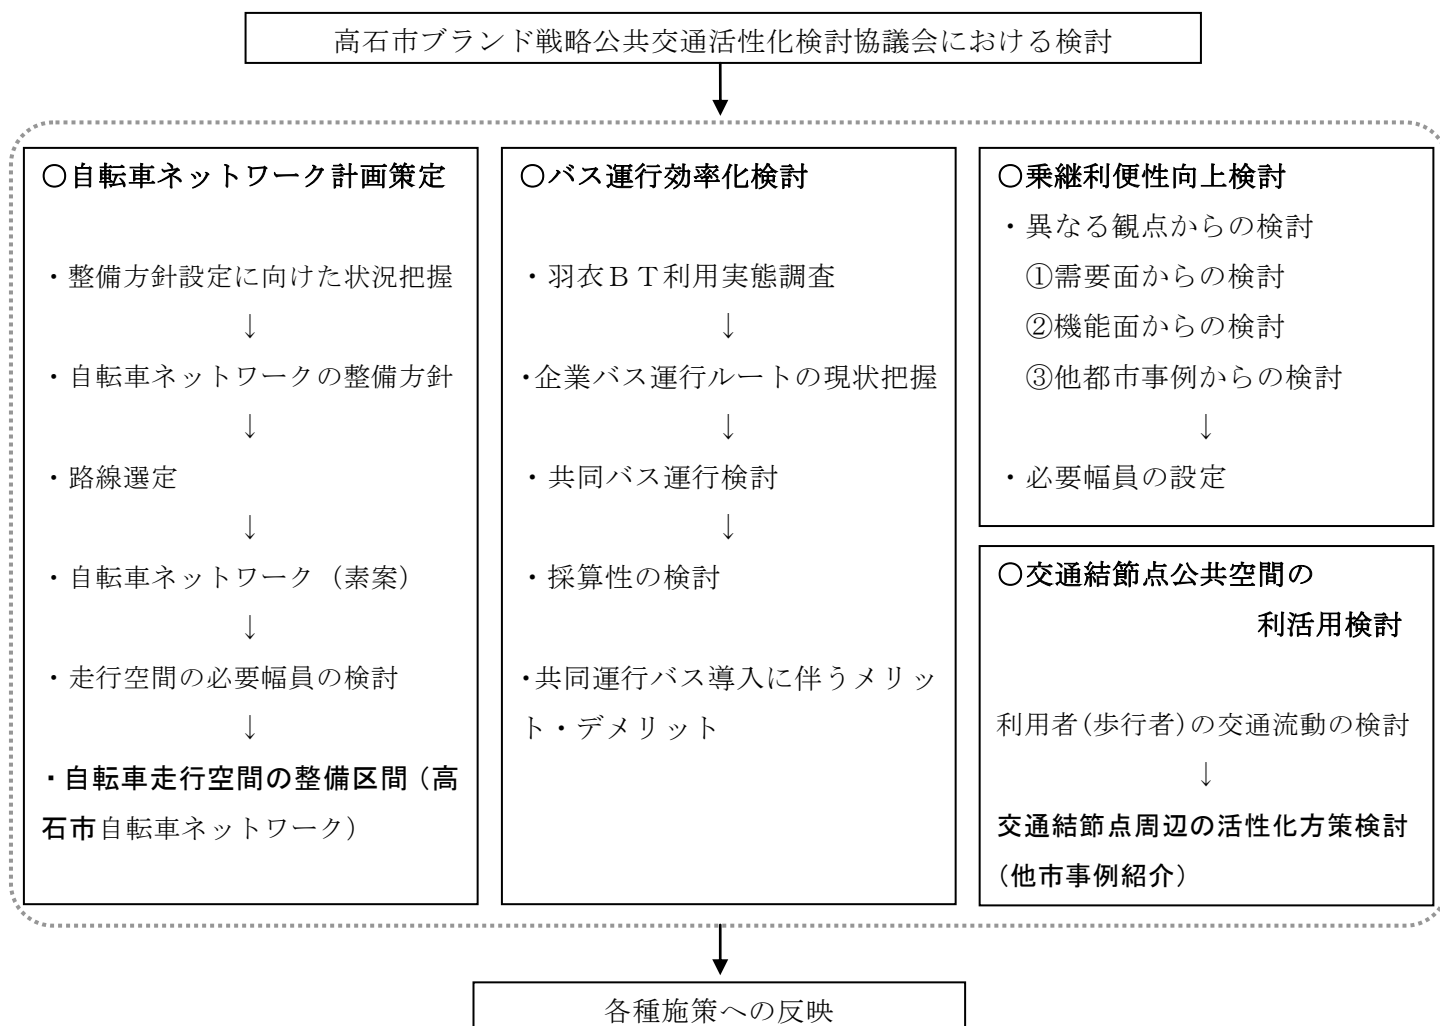 高石市ブランド戦略公共交通活性化検討協議会における検討
○自転車ネットワーク計画策定
・整備方針設定に向けた状況把握
↓
・自転車ネットワークの整備方針
↓
・路線選定
↓
・自転車ネットワーク（素案）
↓
・走行空間の必要幅員の検討
↓
・自転車走行空間の整備区間（高
石市自転車ネットワーク）
○バス運行効率化検討
・羽衣ＢＴ利用実態調査
↓
・企業バス運行ルートの現状把握
↓
・共同バス運行検討
↓
・採算性の検討
・共同運行バス導入に伴うメリッ
ト・デメリット
○乗継利便性向上検討
・異なる観点からの検討
①需要面からの検討
②機能面からの検討
③他都市事例からの検討
↓
・必要幅員の設定
○交通結節点公共空間の
利活用検討
利用者(歩行者)の交通流動の検討
↓
交通結節点周辺の活性化方策検討
（他市事例紹介）
各種施策への反映